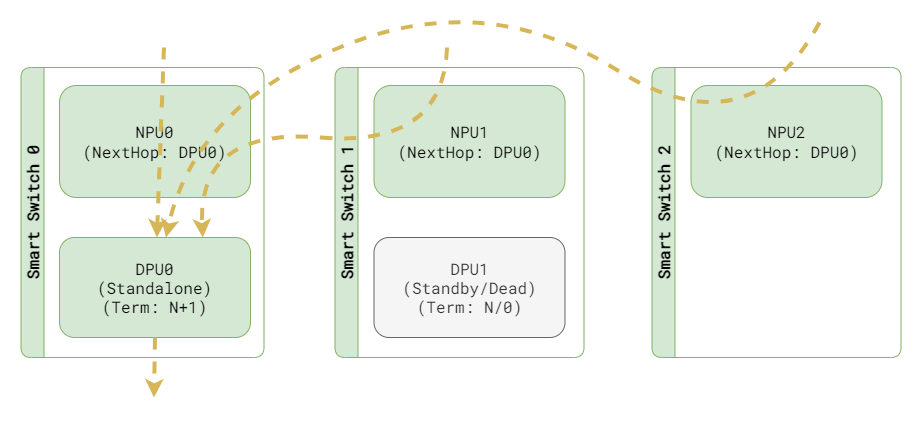 Smart Switch 0
NPU0
(NextHop: DPU0)
DPU0
(Standalone)
(Term: N+1)
Smart Switch 1
NPU1
(NextHop: DPU0)
DPU1
(Standby/Dead)
(Term: N/0)
Smart Switch 2
NPU2
(NextHop: DPU0)